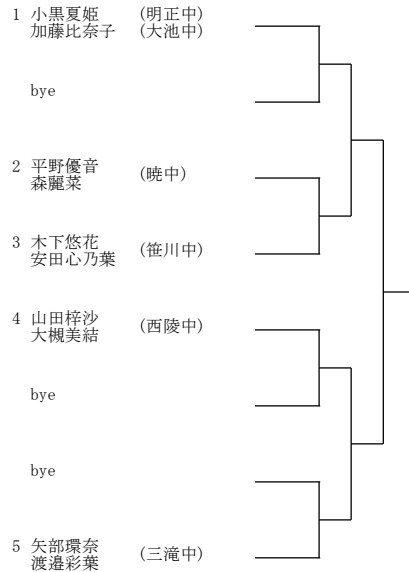 1 小黒夏姫 (明正中)
加藤比奈子 (大池中)
bye
2 平野優音
森麗菜 (暁中)
3 木下悠花
安田心乃葉 (笹川中)
4 山田梓沙
大槻美結 (西陵中)
bye
bye
5 矢部環奈
渡邉彩葉 (三滝中)